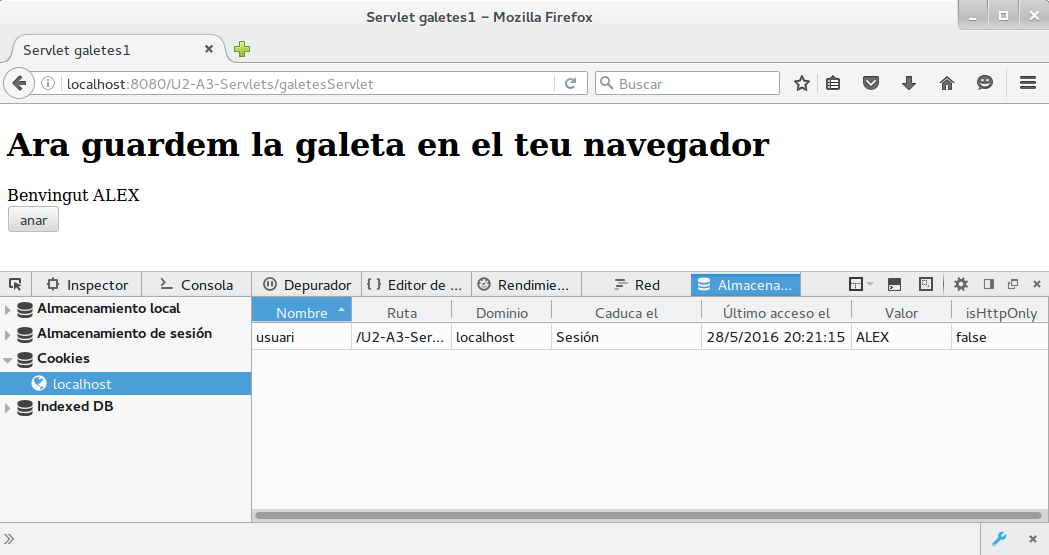 Servlet galetes1 - Mozilla Firefox
Servlet galetes1
localhost:8080/U2-A3-Servlets/galetesServlet
Buscar
Ara guardem la galeta en el teu navegador
Benvingut ALEX
anar
Inspector Consola Depurador Editor de ... Rendimie... Red Almacena...
Almacenamiento local
Almacenamiento de sesión
Cookies
localhost
Indexed DB
Nombre Ruta Dominio Caduca el Último acceso el Valor isHttpOnly
usuari /U2-A3-Ser... localhost Sesión 28/5/2016 20:21:15 ALEX false